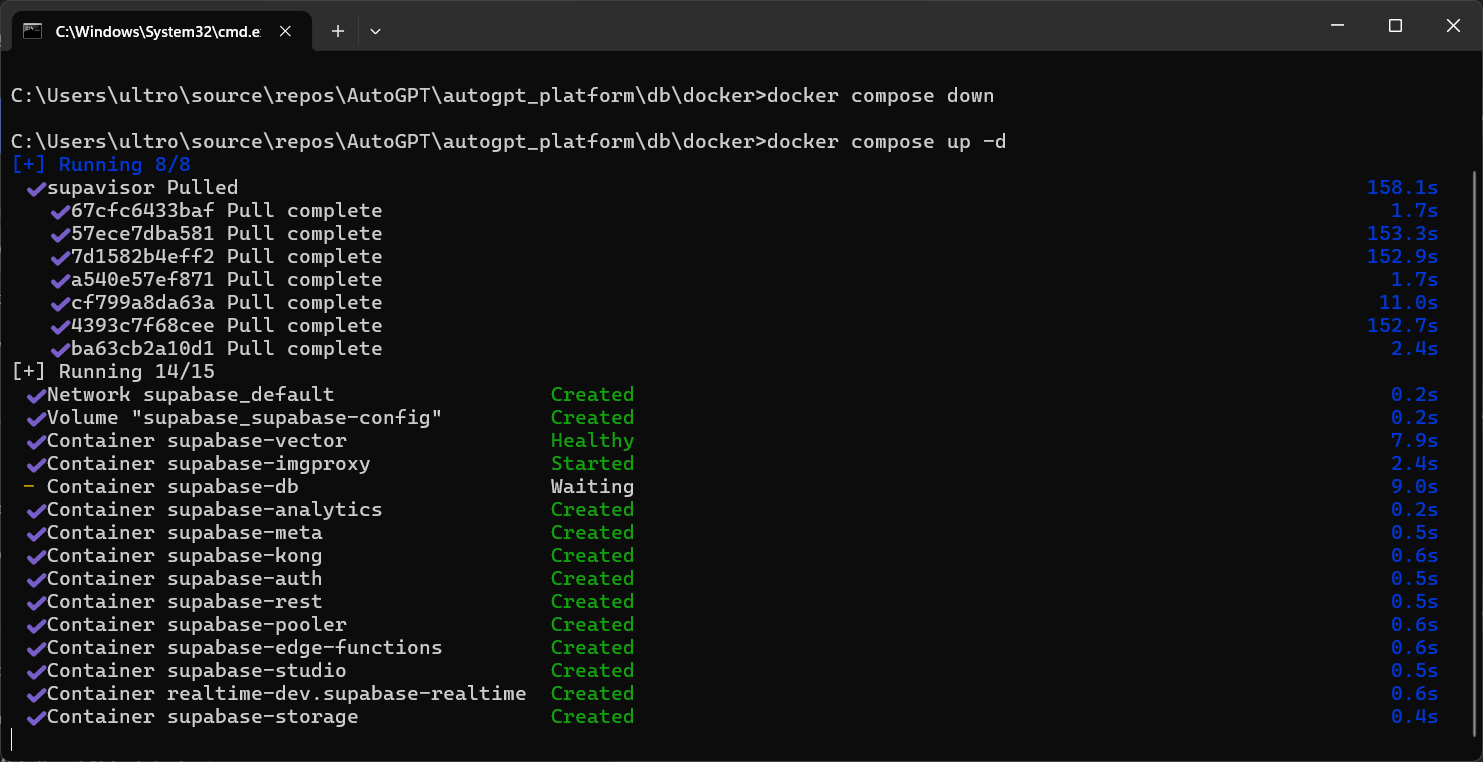 C:\Windows\System32\cmd.e
C:\Users\ultro\source\repos\AutoGPT\autogpt_platform\db\docker>docker compose down
C:\Users\ultro\source\repos\AutoGPT\autogpt_platform\db\docker>docker compose up -d
[+] Running 8/8
✔supavisor Pulled 158.1s
✔67cfc6433baf Pull complete 1.7s
✔57ece7dba581 Pull complete 153.3s
✔7d1582b4eff2 Pull complete 152.9s
✔a540e57ef871 Pull complete 1.7s
✔cf799a8da63a Pull complete 11.0s
✔4393c7f68cee Pull complete 152.7s
✔ba63cb2a10d1 Pull complete 2.4s
[+] Running 14/15
✔Network supabase_default Created 0.2s
✔Volume "supabase_supabase-config" Created 0.2s
✔Container supabase-vector Healthy 7.9s
✔Container supabase-imgproxy Started 2.4s
- Container supabase-db Waiting 9.0s
✔Container supabase-analytics Created 0.2s
✔Container supabase-meta Created 0.5s
✔Container supabase-kong Created 0.6s
✔Container supabase-auth Created 0.5s
✔Container supabase-rest Created 0.5s
✔Container supabase-pooler Created 0.6s
✔Container supabase-edge-functions Created 0.6s
✔Container supabase-studio Created 0.5s
✔Container realtime-dev.supabase-realtime Created 0.6s
✔Container supabase-storage Created 0.4s